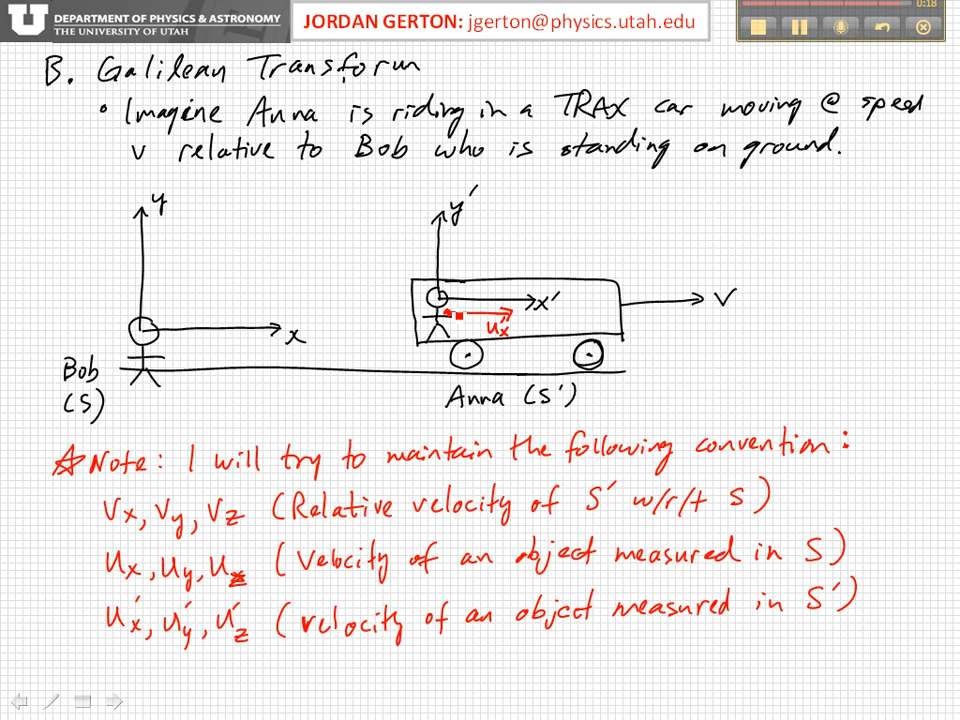 U DEPARTMENT OF PHYSICS & ASTRONOMY
THE UNIVERSITY OF UTAH
JORDAN GERTON: jgerton@physics.utah.edu
0:18
B. Galilean Transform
• Imagine Anna is riding in a TRAX car moving @ speed
v relative to Bob who is standing on ground.
y
y'
x
x'
u'x
v
Bob
(S)
Anna (S')
☆Note: I will try to maintain the following convention:
Vx, Vy, Vz (Relative velocity of S' w/r/t S)
Ux, Uy, Uz (Velocity of an object measured in S)
U'x, U'y, U'z (velocity of an object measured in S')